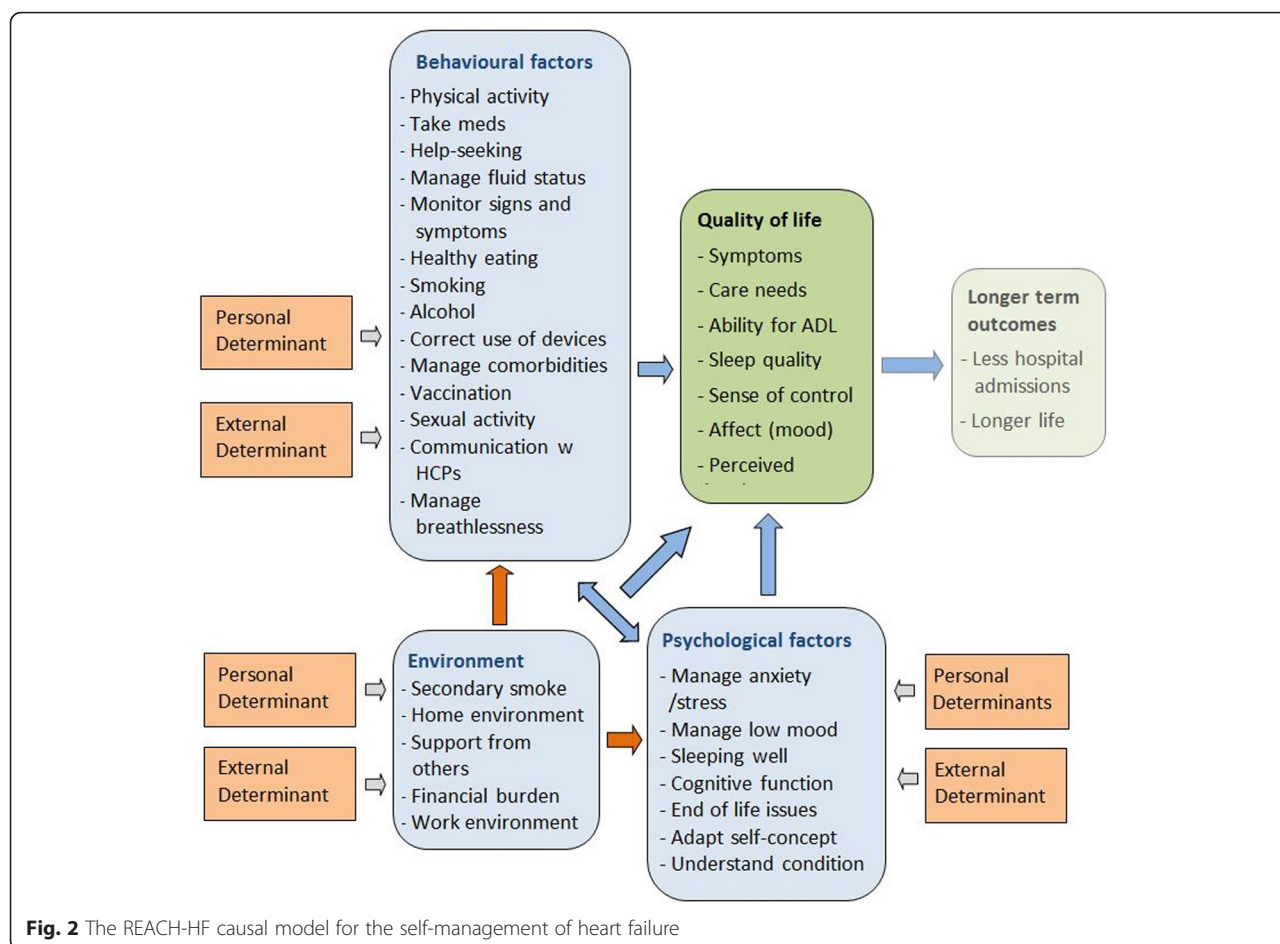 Behavioural factors
- Physical activity
- Take meds
- Help-seeking
- Manage fluid status
- Monitor signs and
symptoms
- Healthy eating
- Smoking
- Alcohol
- Correct use of devices
- Manage comorbidities
- Vaccination
- Sexual activity
- Communication w
HCPs
- Manage
breathlessness
Personal
Determinant
External
Determinant
Quality of life
- Symptoms
- Care needs
- Ability for ADL
- Sleep quality
- Sense of control
- Affect (mood)
- Perceived
Longer term
outcomes
- Less hospital
admissions
- Longer life
Personal
Determinant
External
Determinant
Environment
- Secondary smoke
- Home environment
- Support from
others
- Financial burden
- Work environment
Psychological factors
- Manage anxiety
/stress
- Manage low mood
- Sleeping well
- Cognitive function
- End of life issues
- Adapt self-concept
- Understand condition
Personal
Determinants
External
Determinant
Fig. 2 The REACH-HF causal model for the self-management of heart failure